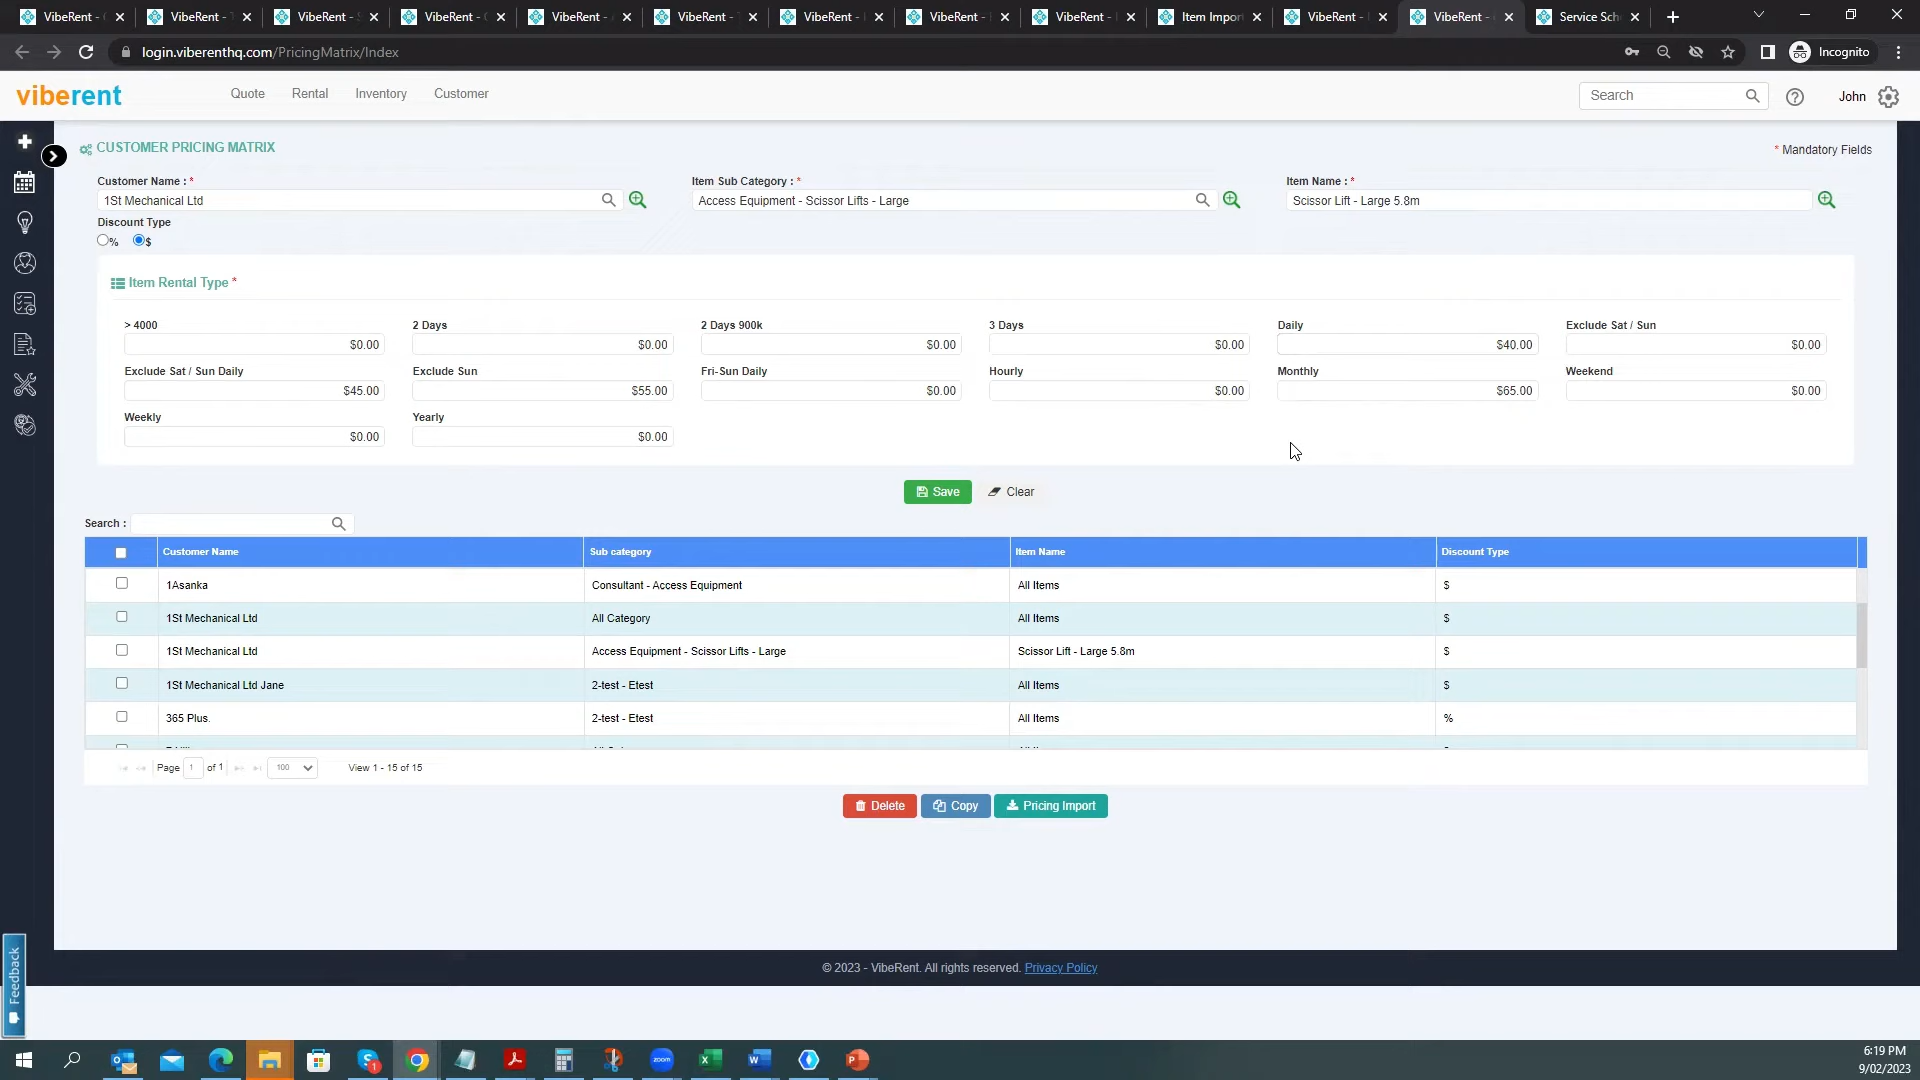 VibeRent -
VibeRent -
VibeRent -
VibeRent -
VibeRent -
VibeRent -
VibeRent -
VibeRent -
VibeRent -
Item Impor
VibeRent -
VibeRent -
Service Sch
login.viberenthq.com/PricingMatrix/Index
Incognito
viberent
Quote Rental Inventory Customer
Search
John
CUSTOMER PRICING MATRIX
* Mandatory Fields
Customer Name : * Item Sub Category : * Item Name : *
1St Mechanical Ltd Access Equipment - Scissor Lifts - Large Scissor Lift - Large 5.8m
Discount Type
% $
Item Rental Type *
> 4000 2 Days 2 Days 900k 3 Days Daily Exclude Sat / Sun
$0.00 $0.00 $0.00 $0.00 $40.00 $0.00
Exclude Sat / Sun Daily Exclude Sun Fri-Sun Daily Hourly Monthly Weekend
$45.00 $55.00 $0.00 $0.00 $65.00 $0.00
Weekly Yearly
$0.00 $0.00
Save Clear
Search :
Customer Name Sub category Item Name Discount Type
1Asanka Consultant - Access Equipment All Items $
1St Mechanical Ltd All Category All Items $
1St Mechanical Ltd Access Equipment - Scissor Lifts - Large Scissor Lift - Large 5.8m $
1St Mechanical Ltd Jane 2-test - Etest All Items $
365 Plus. 2-test - Etest All Items %
Page 1 of 1 100 View 1 - 15 of 15
Delete Copy Pricing Import
© 2023 - VibeRent. All rights reserved. Privacy Policy
Feedback
6:19 PM
9/02/2023